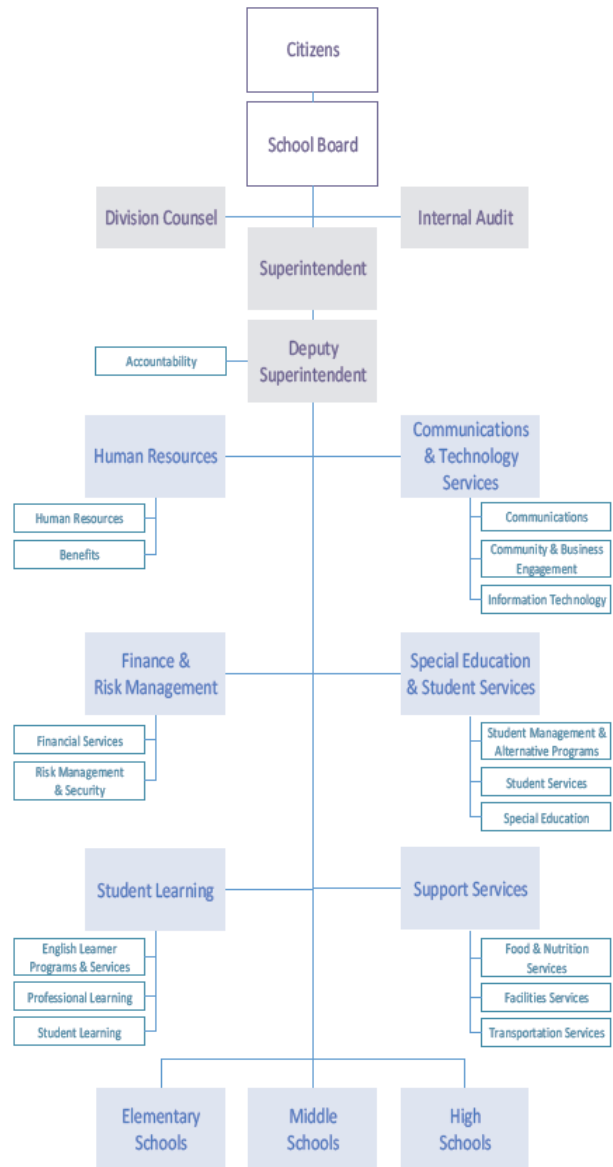 Citizens
School Board
Division Counsel
Internal Audit
Superintendent
Deputy
Superintendent
Accountability
Human Resources
Communications
& Technology
Services
Human Resources
Benefits
Communications
Community & Business
Engagement
Information Technology
Finance &
Risk Management
Special Education
& Student Services
Financial Services
Risk Management
& Security
Student Management &
Alternative Programs
Student Services
Special Education
Student Learning
Support Services
English Learner
Programs & Services
Professional Learning
Student Learning
Food & Nutrition
Services
Facilities Services
Transportation Services
Elementary
Schools
Middle
Schools
High
Schools